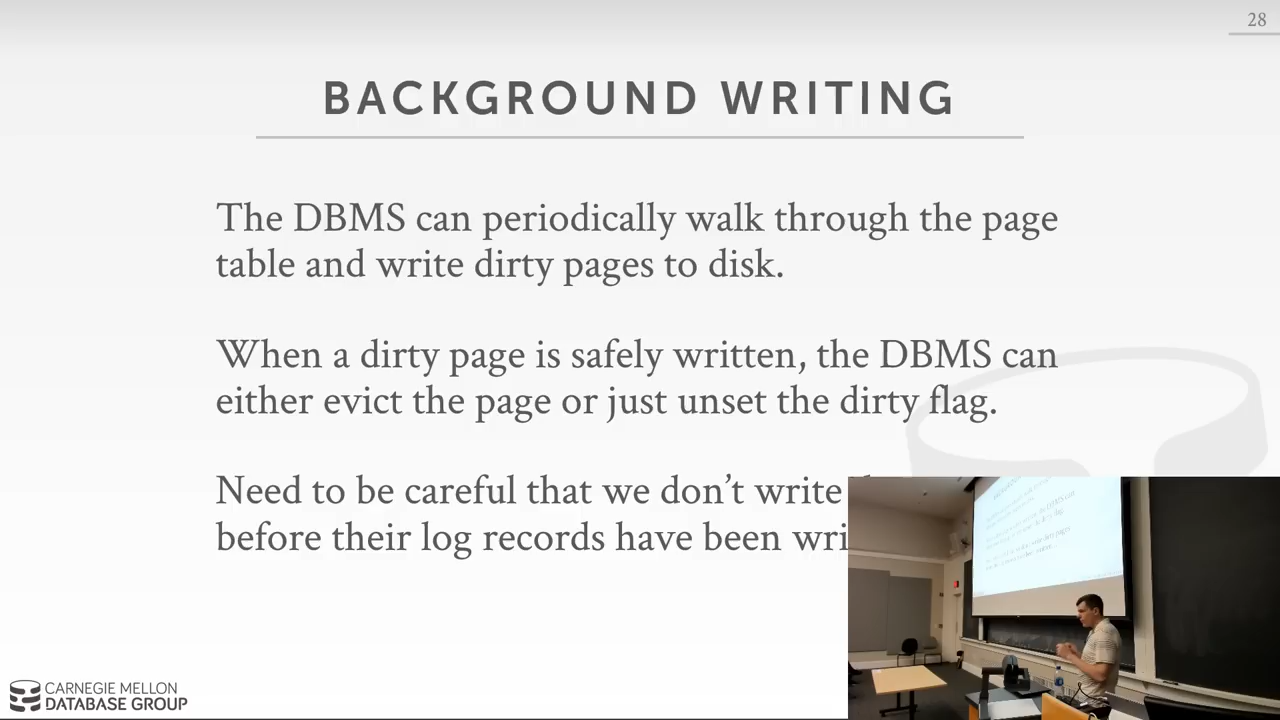 28
BACKGROUND WRITING
The DBMS can periodically walk through the page
table and write dirty pages to disk.
When a dirty page is safely written, the DBMS can
either evict the page or just unset the dirty flag.
Need to be careful that we don’t write
before their log records have been wri
CARNEGIE MELLON
DATABASE GROUP